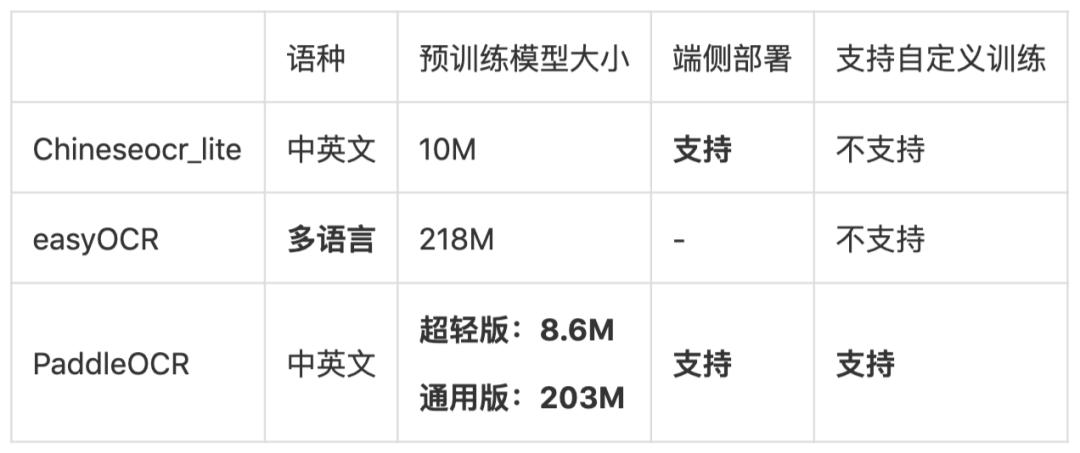 语种 预训练模型大小 端侧部署 支持自定义训练
Chineseocr_lite 中英文 10M 支持 不支持
easyOCR 多语言 218M - 不支持
超轻版：8.6M
PaddleOCR 中英文 支持 支持
通用版：203M